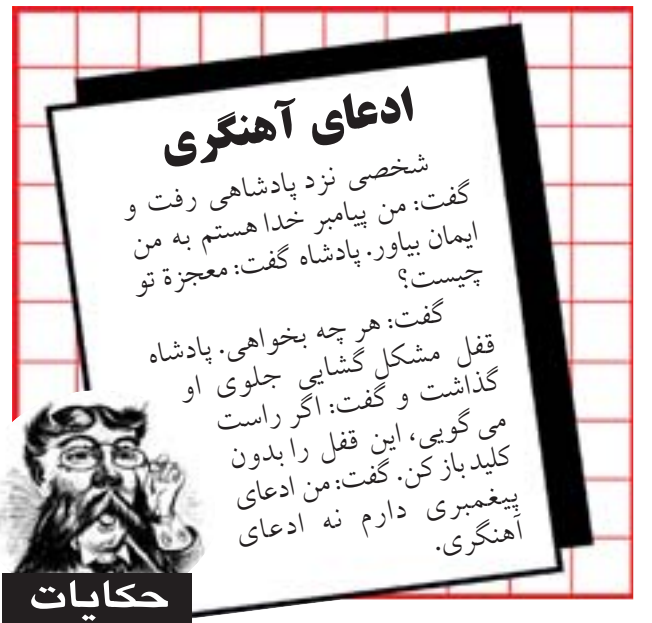 ادعای آهنگری
شخصی نزد پادشاهی رفت و
گفت: من پیامبر خدا هستم به من
ایمان بیاور. پادشاه گفت: معجزة تو
چیست؟
گفت: هر چه بخواهی. پادشاه
قفل مشکل گشایی جلوی او
گذاشت و گفت: اگر راست
می گویی، این قفل را بدون
کلید باز کن. گفت: من ادعای
پیغمبری دارم نه ادعای
آهنگری.
حکایات